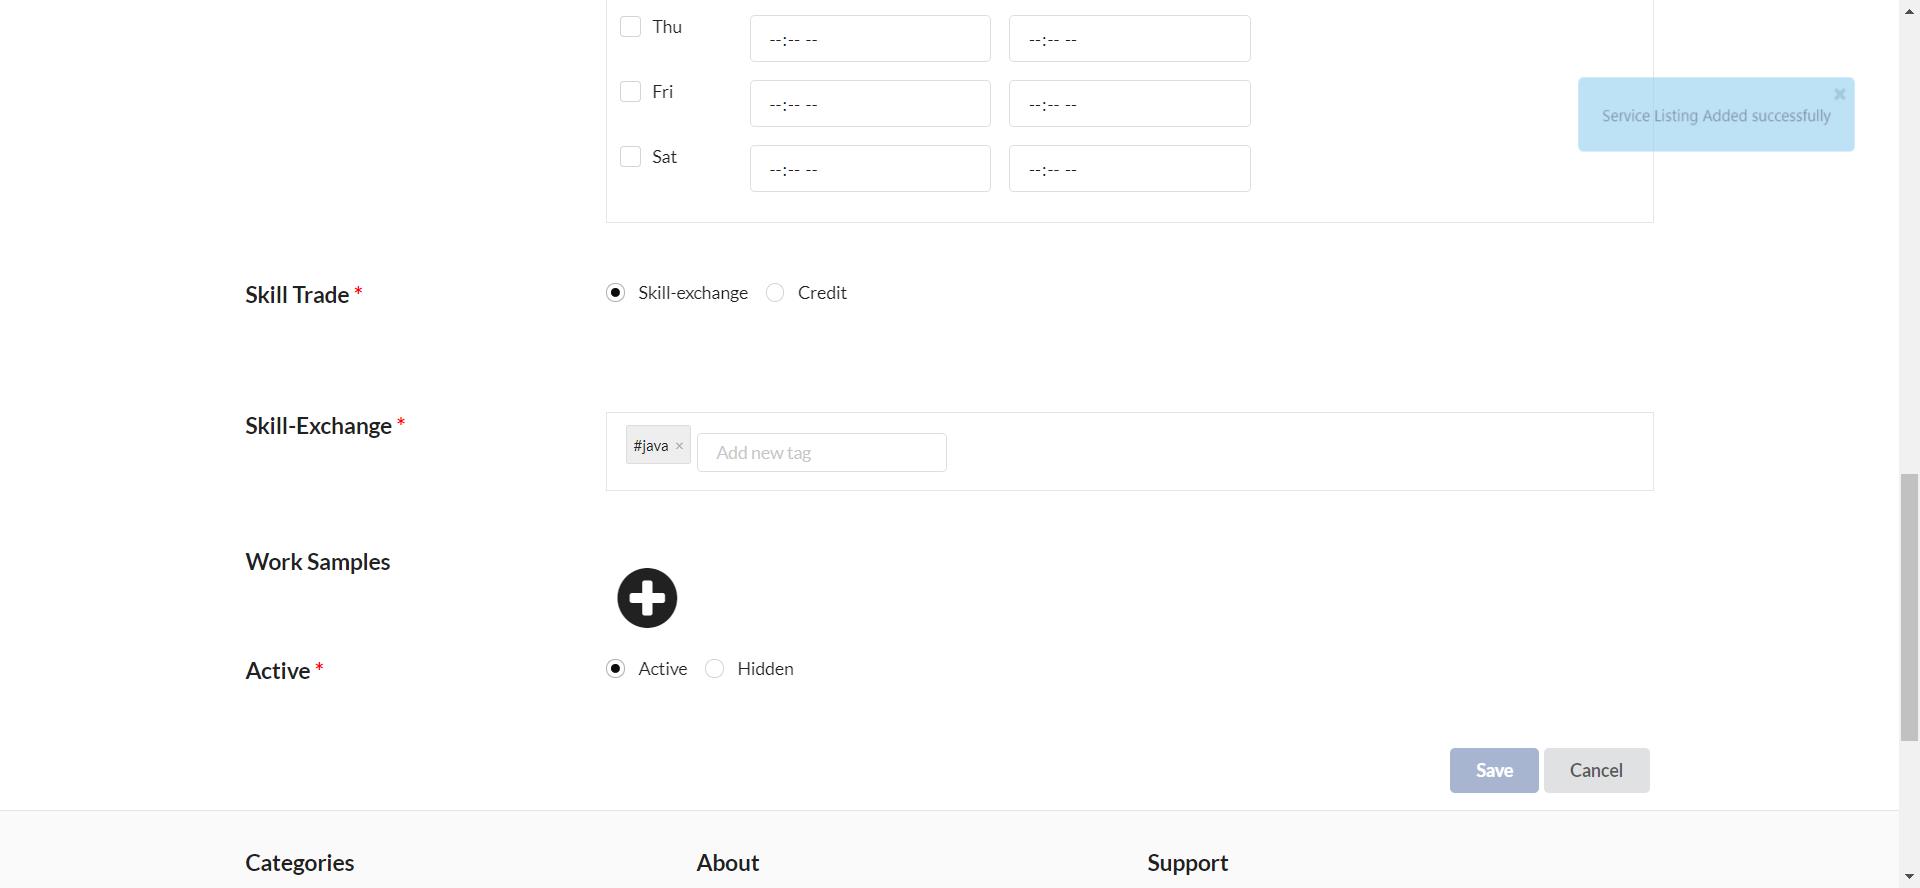 Thu --:-- -- --:-- --
Fri --:-- -- --:-- --
Service Listing Added successfully
Sat --:-- -- --:-- --
Skill Trade * Skill-exchange Credit
Skill-Exchange * #java × Add new tag
Work Samples
Active * Active Hidden
Save Cancel
Categories About Support